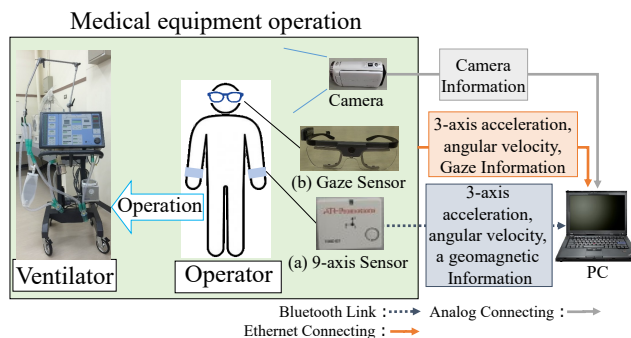 Medical equipment operation
Camera
Camera
Information
3-axis acceleration,
angular velocity,
Gaze Information
(b) Gaze Sensor
Operation
3-axis
acceleration,
angular velocity,
a geomagnetic
Information
(a) 9-axis Sensor
Ventilator
Operator
PC
Bluetooth Link :
Analog Connecting :
Ethernet Connecting :